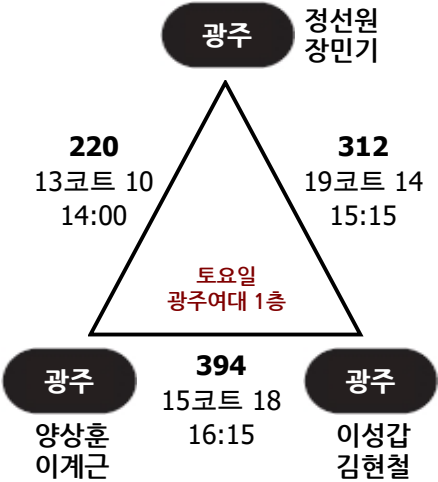 광주
정선원
장민기
220
13코트 10
14:00
312
19코트 14
15:15
토요일
광주여대 1층
광주
양상훈
이계근
394
15코트 18
16:15
광주
이성갑
김현철